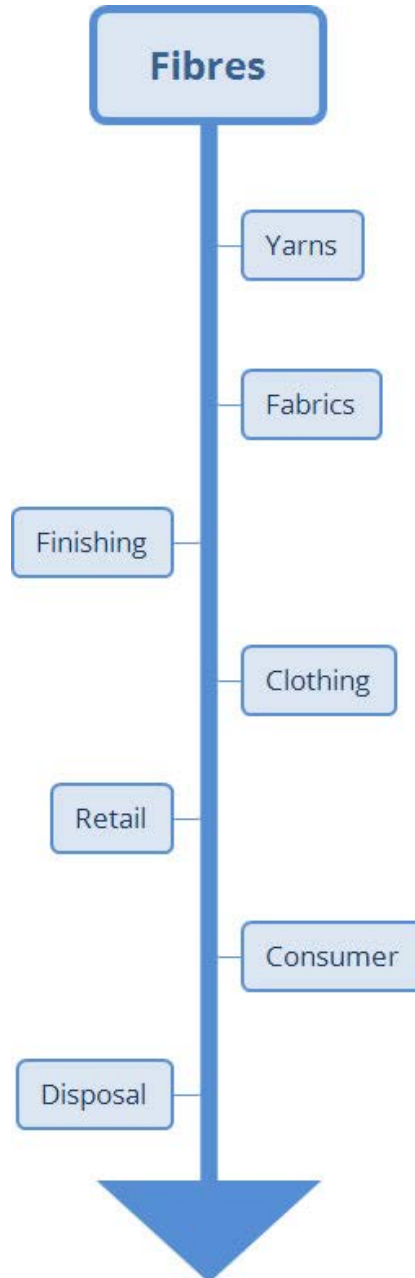 Fibres
Yarns
Fabrics
Finishing
Clothing
Retail
Consumer
Disposal